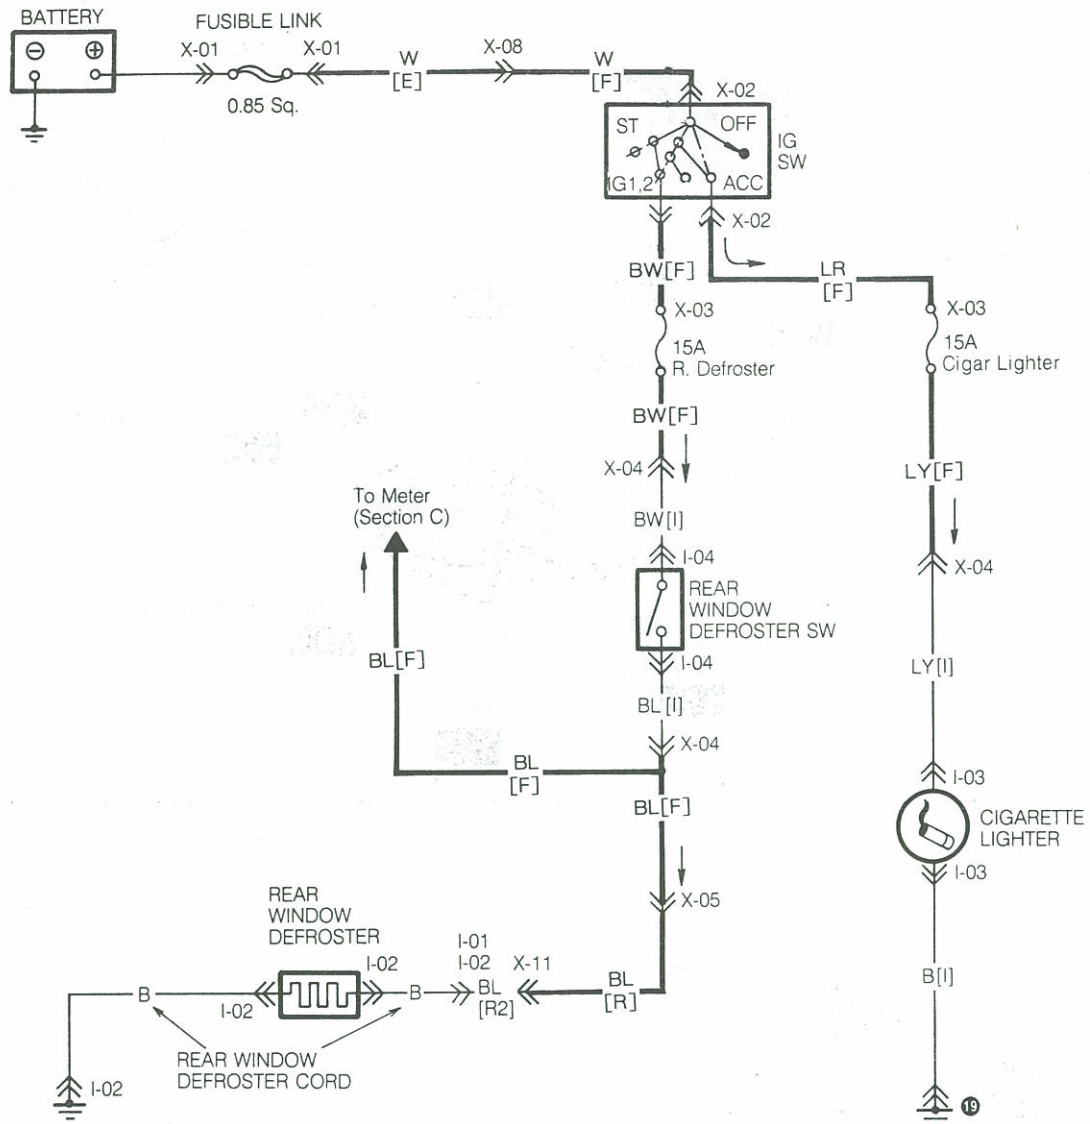 BATTERY
FUSIBLE LINK
X-01
X-01
W
[E]
X-08
W
[F]
0.85 Sq.
X-02
ST
OFF
IG
SW
IG1,2
ACC
X-02
BW[F]
LR
[F]
X-03
15A
R. Defroster
X-03
15A
Cigar Lighter
BW[F]
X-04
LY[F]
To Meter
(Section C)
BW[I]
I-04
X-04
REAR
WINDOW
DEFROSTER SW
BL[F]
I-04
LY[I]
BL[I]
X-04
BL
[F]
I-03
BL[F]
CIGARETTE
LIGHTER
I-03
X-05
REAR
WINDOW
DEFROSTER
I-02
I-01
I-02
X-11
BL
[R]
B
I-02
B
BL
[R2]
B[I]
REAR WINDOW
DEFROSTER CORD
I-02
19